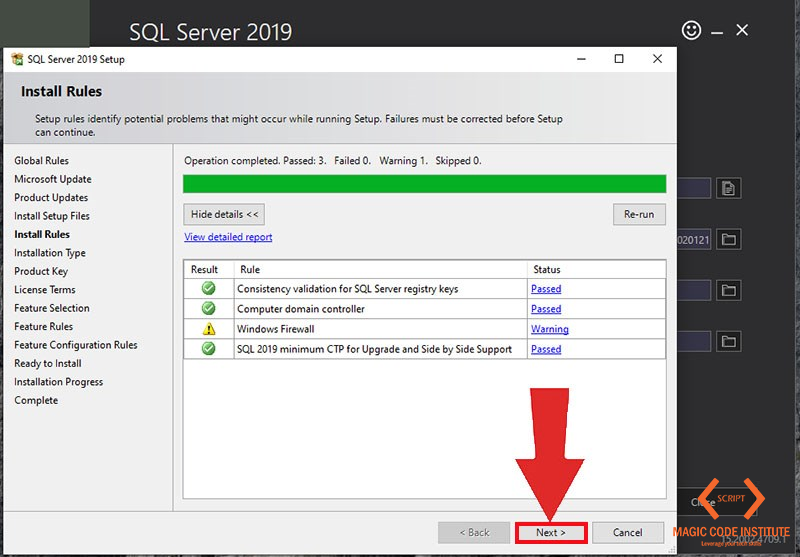 SQL Server 2019
SQL Server 2019 Setup
Install Rules
Setup rules identify potential problems that might occur while running Setup. Failures must be corrected before Setup
can continue.
Global Rules
Microsoft Update
Product Updates
Install Setup Files
Install Rules
Installation Type
Product Key
License Terms
Feature Selection
Feature Rules
Feature Configuration Rules
Ready to Install
Installation Progress
Complete
Operation completed. Passed: 3. Failed 0. Warning 1. Skipped 0.
Hide details <<
Re-run
View detailed report
Result Rule Status
Consistency validation for SQL Server registry keys Passed
Computer domain controller Passed
Windows Firewall Warning
SQL 2019 minimum CTP for Upgrade and Side by Side Support Passed
< Back
Next >
Cancel
020121
SCRIPT
MAGIC CODE INSTITUTE